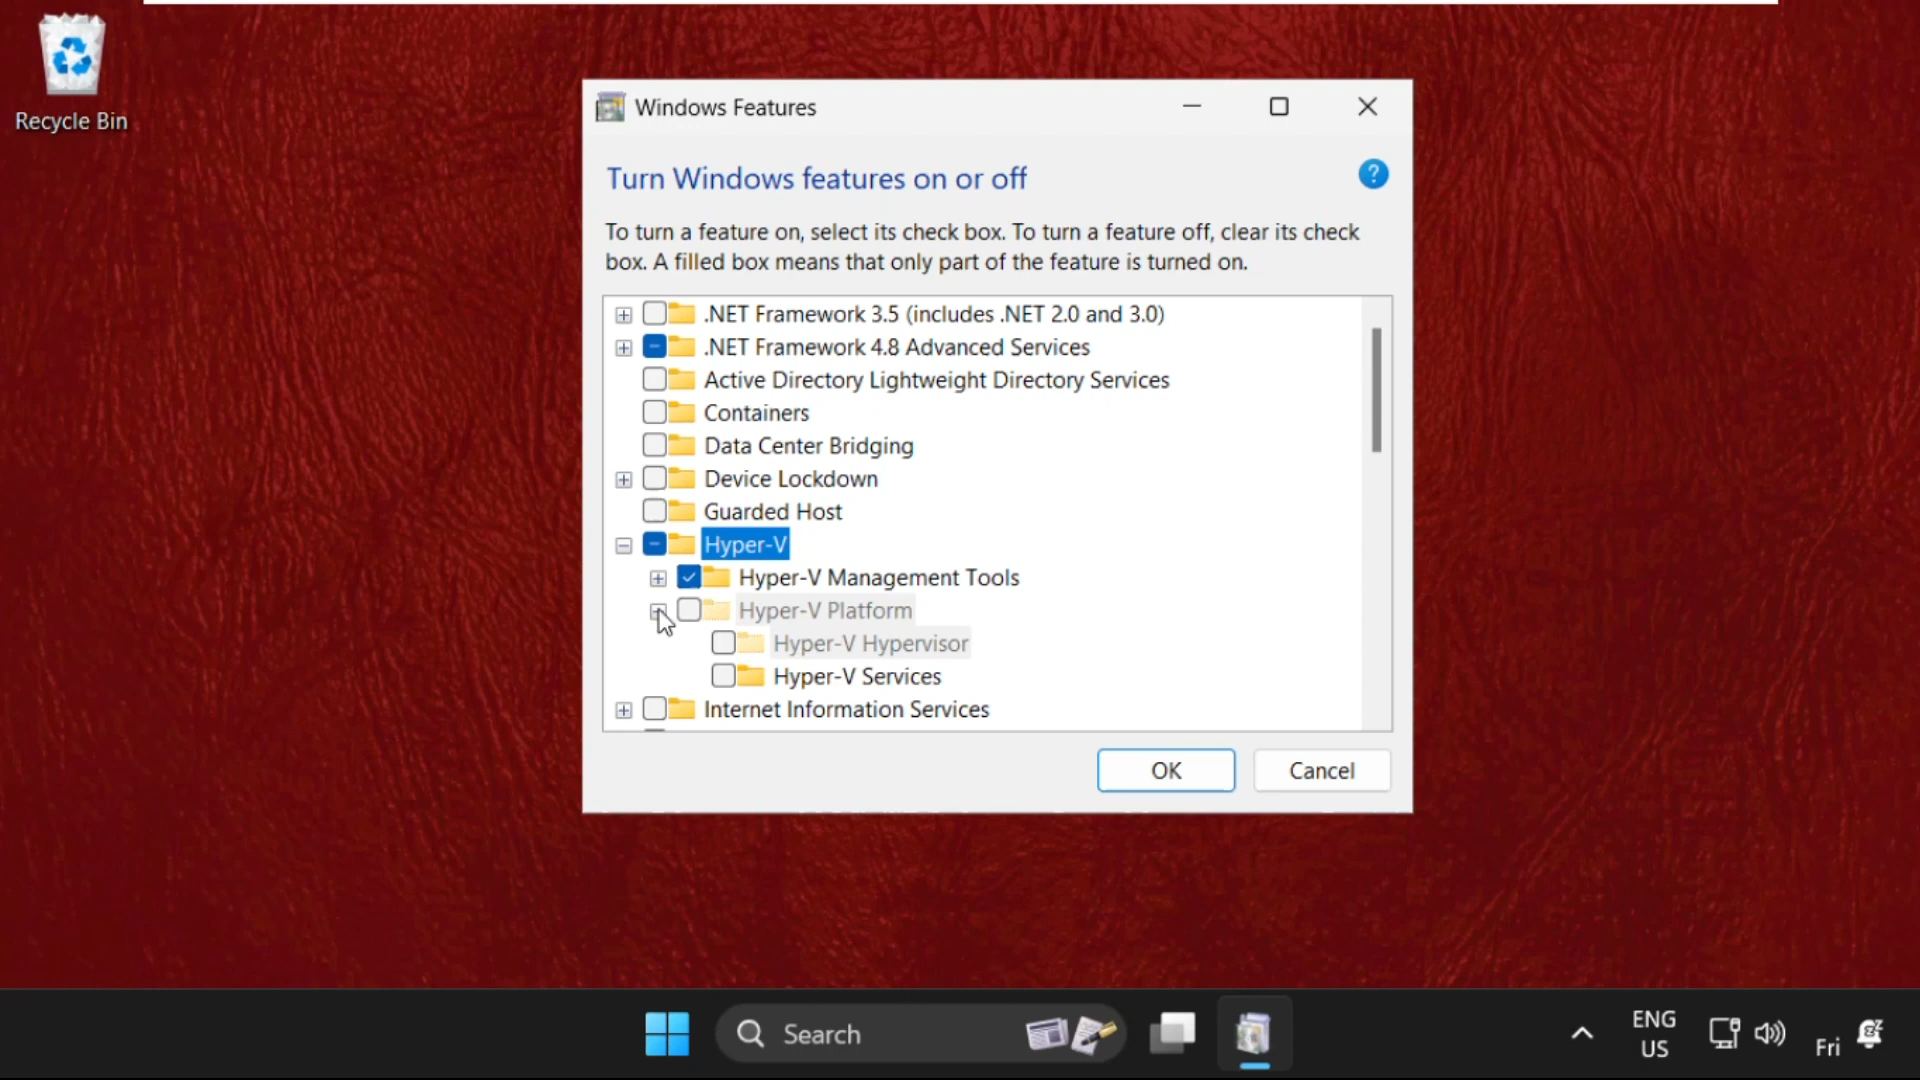 Recycle Bin
Windows Features
Turn Windows features on or off
?
To turn a feature on, select its check box. To turn a feature off, clear its check
box. A filled box means that only part of the feature is turned on.
.NET Framework 3.5 (includes .NET 2.0 and 3.0)
.NET Framework 4.8 Advanced Services
Active Directory Lightweight Directory Services
Containers
Data Center Bridging
Device Lockdown
Guarded Host
Hyper-V
Hyper-V Management Tools
Hyper-V Platform
Hyper-V Hypervisor
Hyper-V Services
Internet Information Services
OK
Cancel
Search
ENG
US
Fri